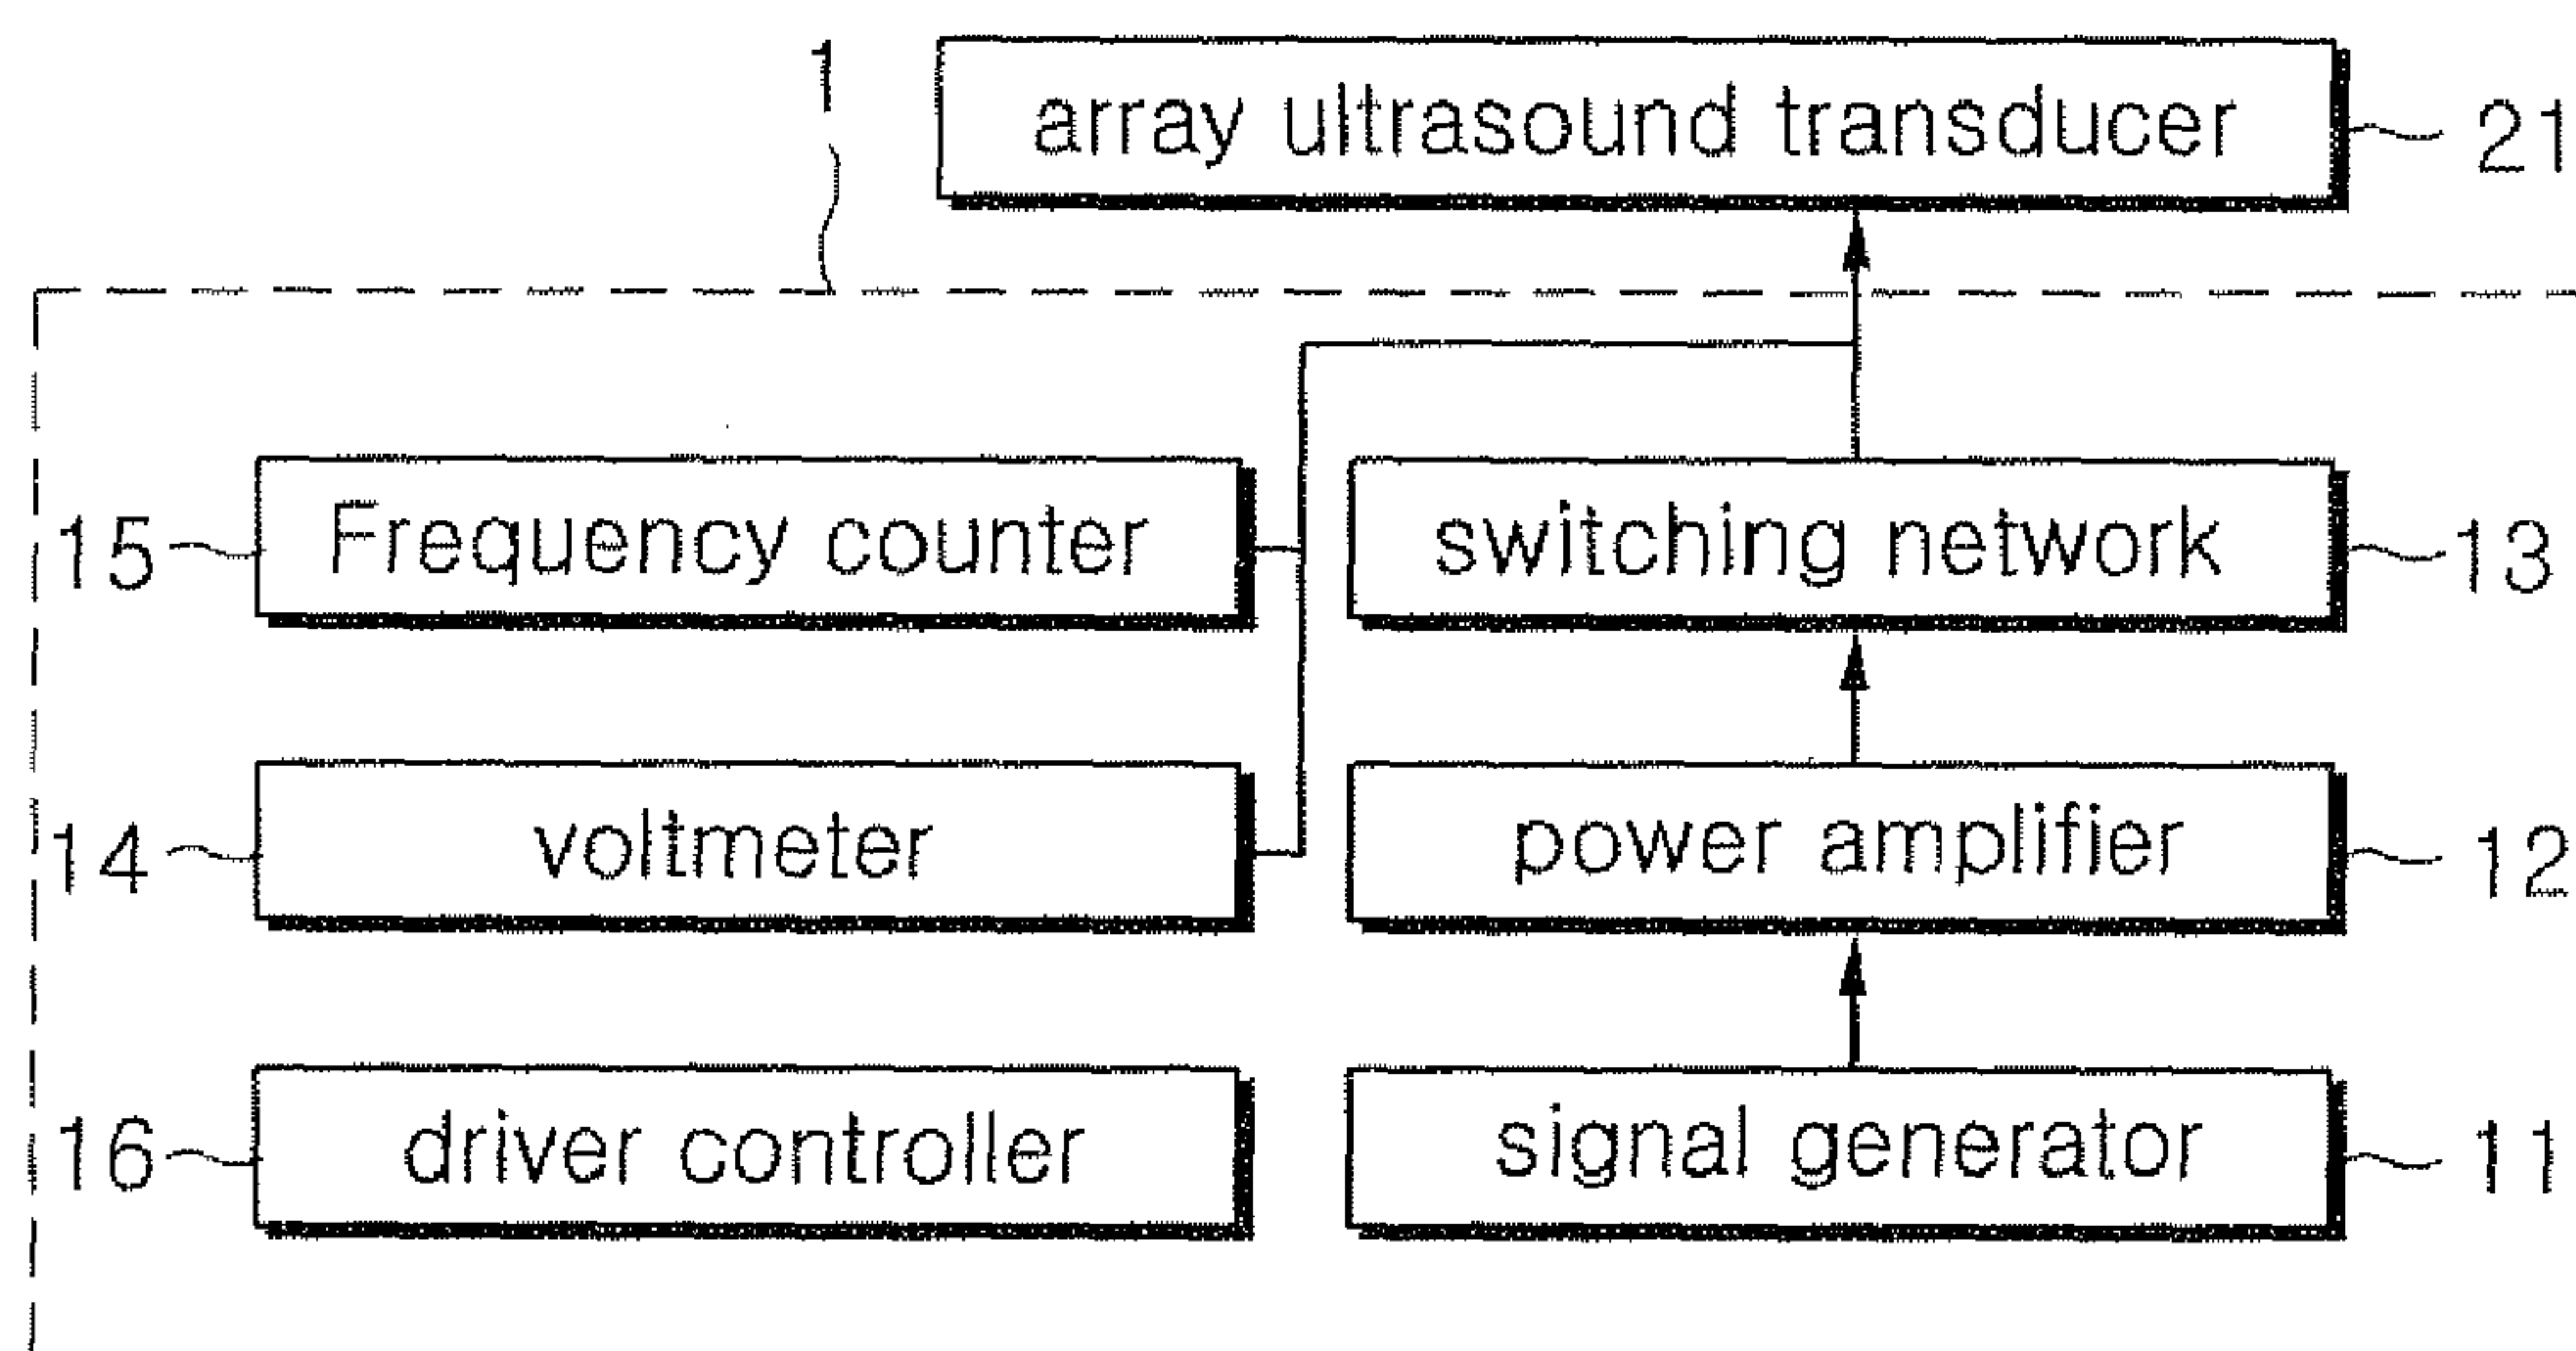 1
array ultrasound transducer
21
15
Frequency counter
switching network
13
14
voltmeter
power amplifier
12
16
driver controller
signal generator
11